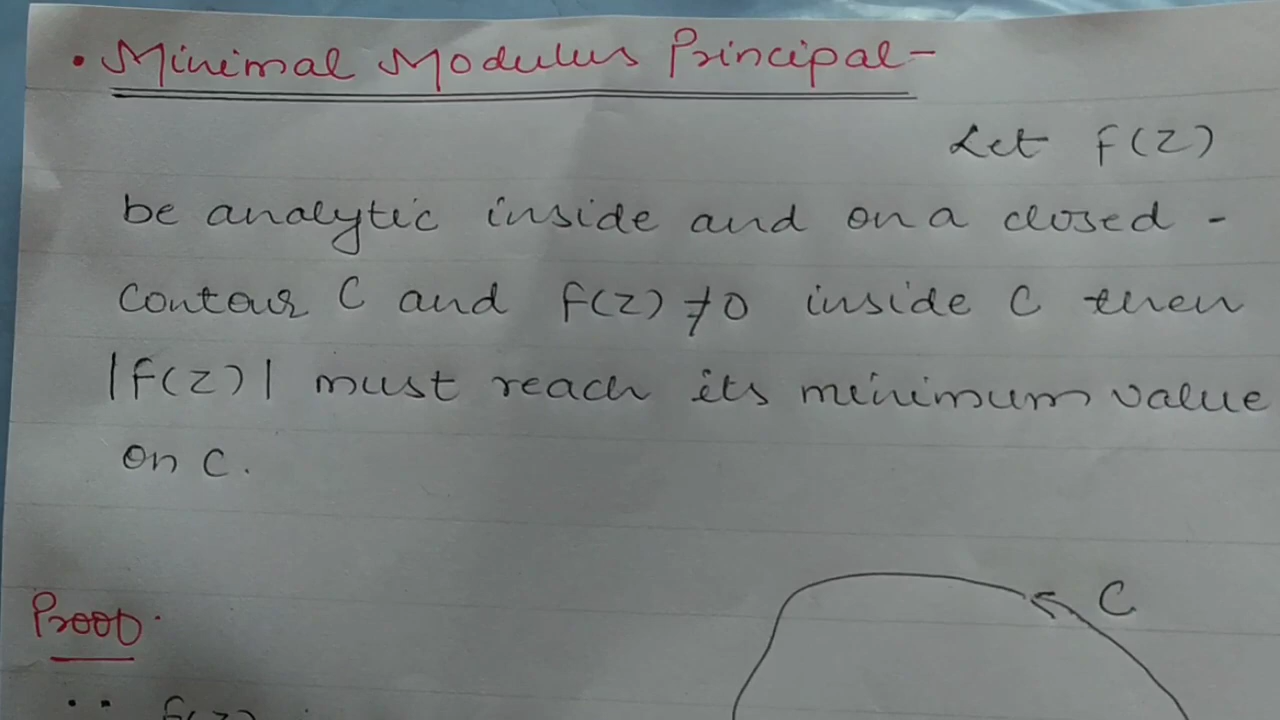 • Minimal Modulus Principal-
Let f(z)
be analytic inside and on a closed -
Contour C and f(z) ≠ 0 inside C then
|f(z)| must reach its minimum value
on C.
C
Proof.
∵ f(z)